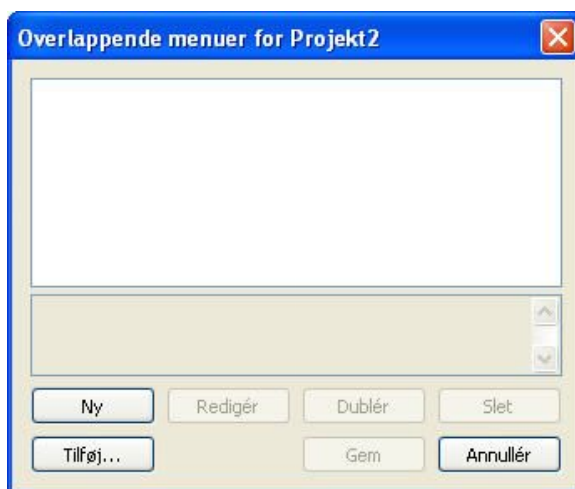 Overlappende menuer for Projekt2
Ny Redigér Dublér Slet
Tilføj... Gem Annullér